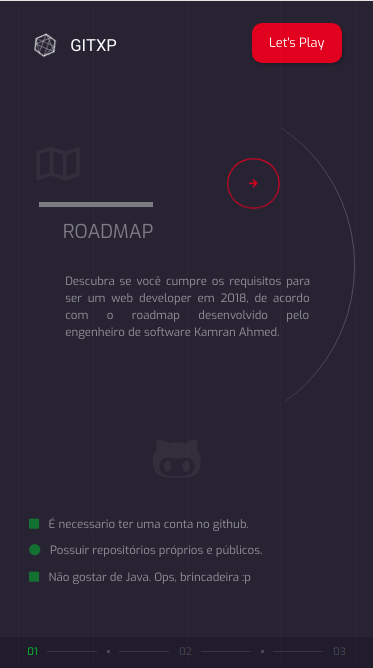 GITXP
Let's Play
ROADMAP
Descubra se você cumpre os requisitos para
ser um web developer em 2018, de acordo
com o roadmap desenvolvido pelo
engenheiro de software Kamran Ahmed.
É necessario ter uma conta no github.
Possuir repositórios próprios e públicos.
Não gostar de Java. Ops, brincadeira :p
01 02 03